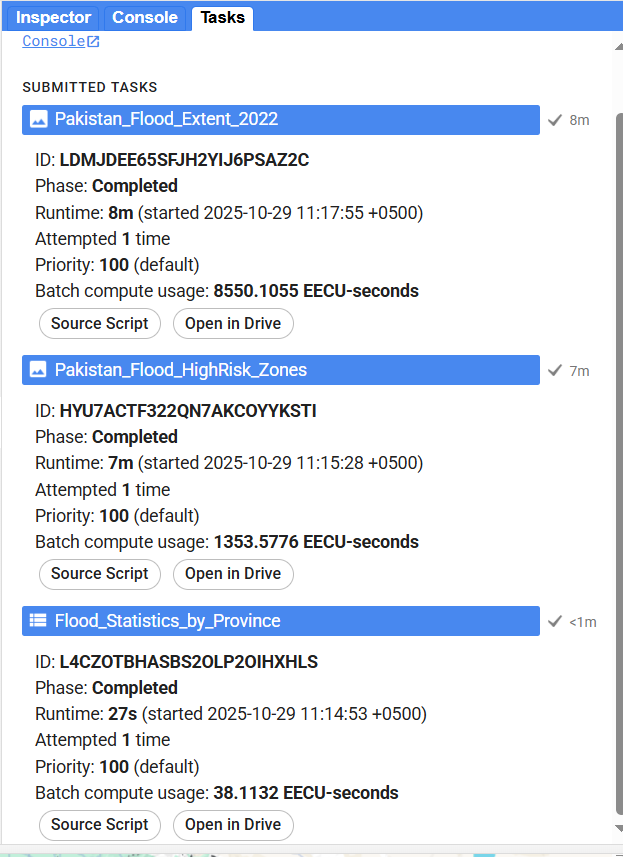 Inspector Console Tasks
Console
SUBMITTED TASKS
Pakistan_Flood_Extent_2022 8m
ID: LDMJDEE65SFJH2YIJ6PSAZ2C
Phase: Completed
Runtime: 8m (started 2025-10-29 11:17:55 +0500)
Attempted 1 time
Priority: 100 (default)
Batch compute usage: 8550.1055 EECU-seconds
Source Script Open in Drive
Pakistan_Flood_HighRisk_Zones 7m
ID: HYU7ACTF322QN7AKCOYYKSTI
Phase: Completed
Runtime: 7m (started 2025-10-29 11:15:28 +0500)
Attempted 1 time
Priority: 100 (default)
Batch compute usage: 1353.5776 EECU-seconds
Source Script Open in Drive
Flood_Statistics_by_Province <1m
ID: L4CZOTBHASBS2OLP2OIHXHLS
Phase: Completed
Runtime: 27s (started 2025-10-29 11:14:53 +0500)
Attempted 1 time
Priority: 100 (default)
Batch compute usage: 38.1132 EECU-seconds
Source Script Open in Drive